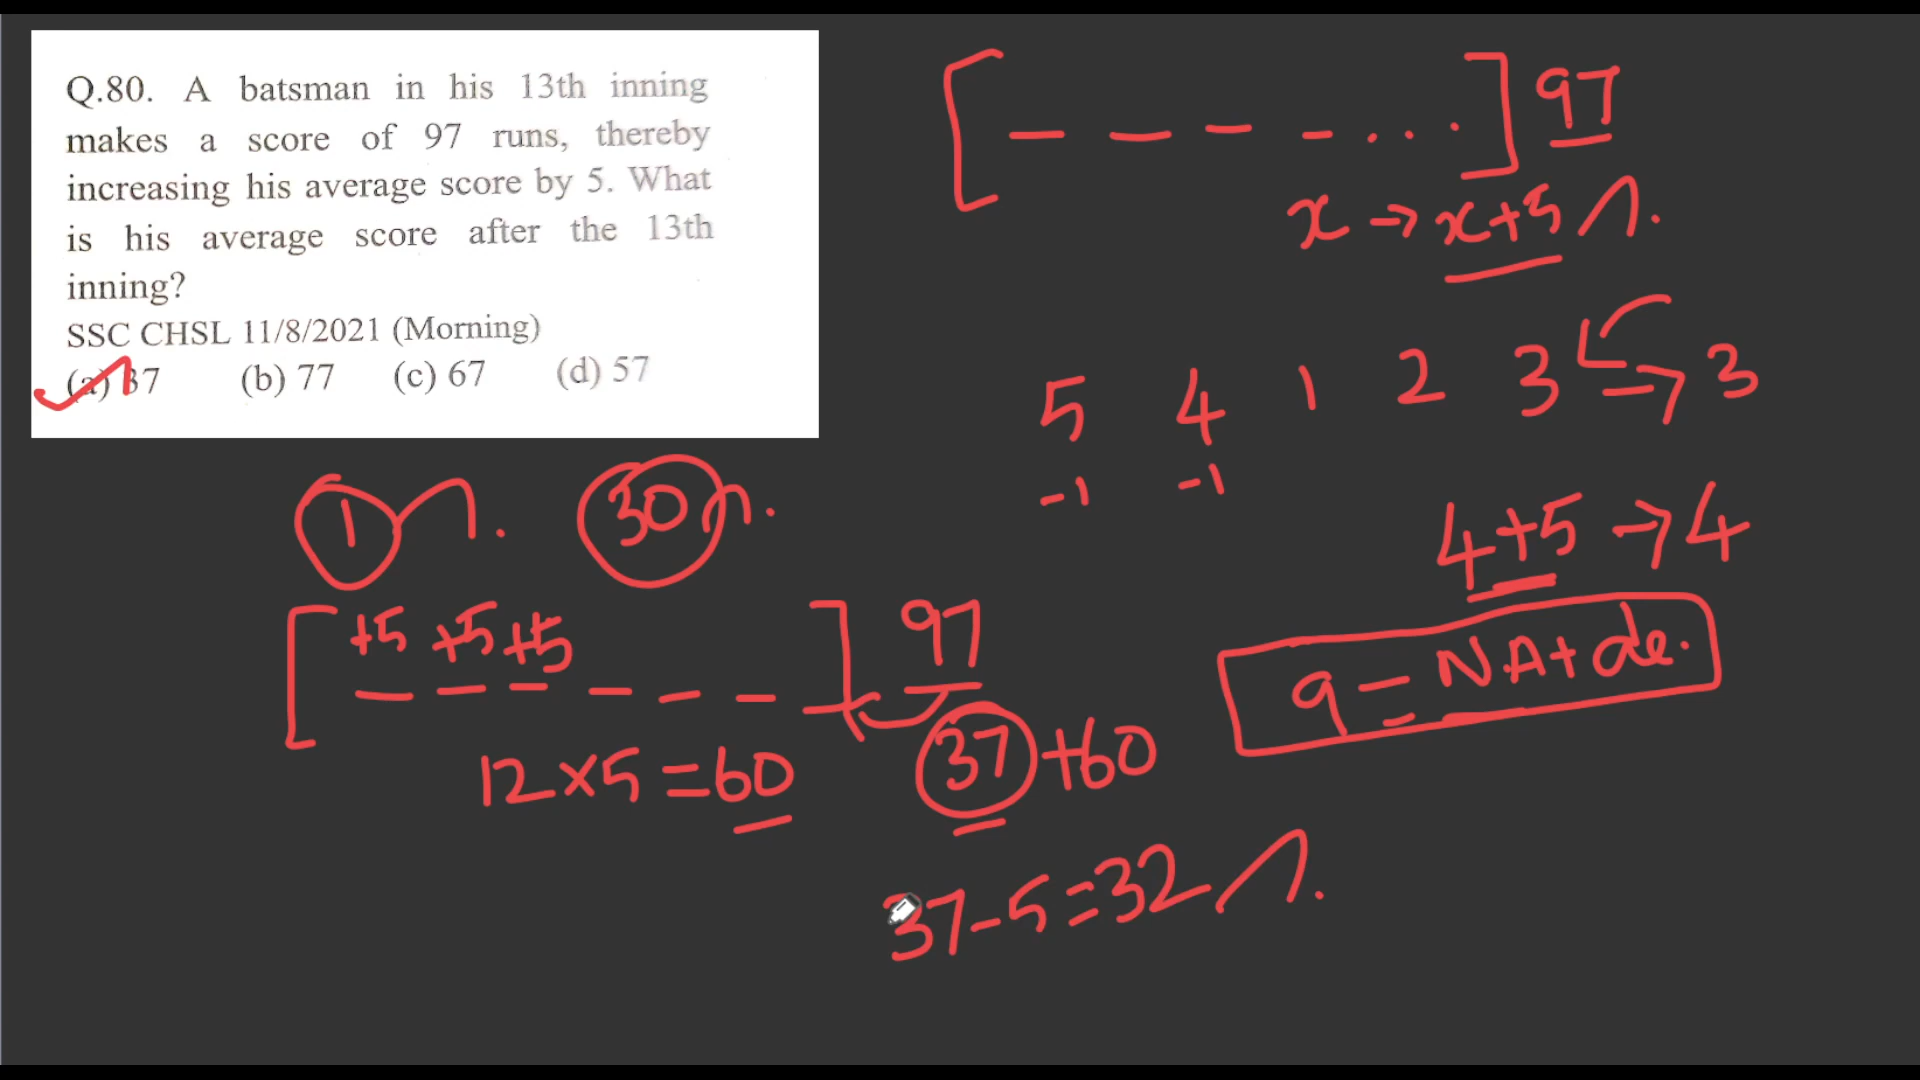 Q.80. A batsman in his 13th inning
makes a score of 97 runs, thereby
increasing his average score by 5. What
is his average score after the 13th
inning?
SSC CHSL 11/8/2021 (Morning)
(a) 37 (b) 77 (c) 67 (d) 57
[ _ _ _ _ . . . ] 97
x → x+5
5 4 1 2 3 → 3
-1 -1
1 30
4+5 → 4
[ +5 +5 +5 ] 97
9 = NA + de.
12×5=60
37+60
37-5=32